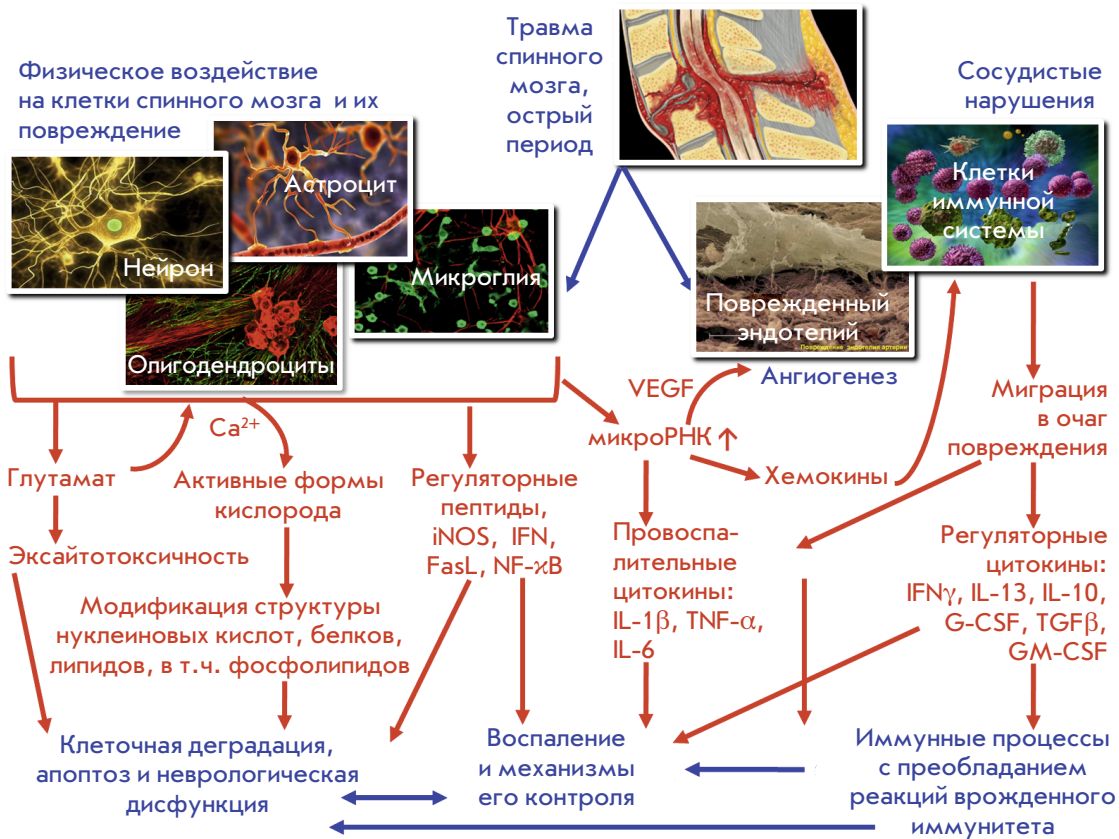 Травма
спинного
мозга,
острый
период
Физическое воздействие
на клетки спинного мозга и их
повреждение
Сосудистые
нарушения
Нейрон
Астроцит
Микроглия
Олигодендроциты
Поврежденный
эндотелий
Повреждение эндотелия артерии
Клетки
иммунной
системы
Ангиогенез
VEGF
микроРНК ↑
Хемокины
Миграция
в очаг
повреждения
Ca²⁺
Глутамат
Эксайтотоксичность
Активные формы
кислорода
Модификация структуры
нуклеиновых кислот, белков,
липидов, в т.ч. фосфолипидов
Регуляторные
пептиды,
iNOS, IFN,
FasL, NF-κB
Провоспа-
лительные
цитокины:
IL-1β, TNF-α,
IL-6
Регуляторные
цитокины:
IFNγ, IL-13, IL-10,
G-CSF, TGFβ,
GM-CSF
Клеточная деградация,
апоптоз и неврологическая
дисфункция
Воспаление
и механизмы
его контроля
Иммунные процессы
с преобладанием
реакций врожденного
иммунитета